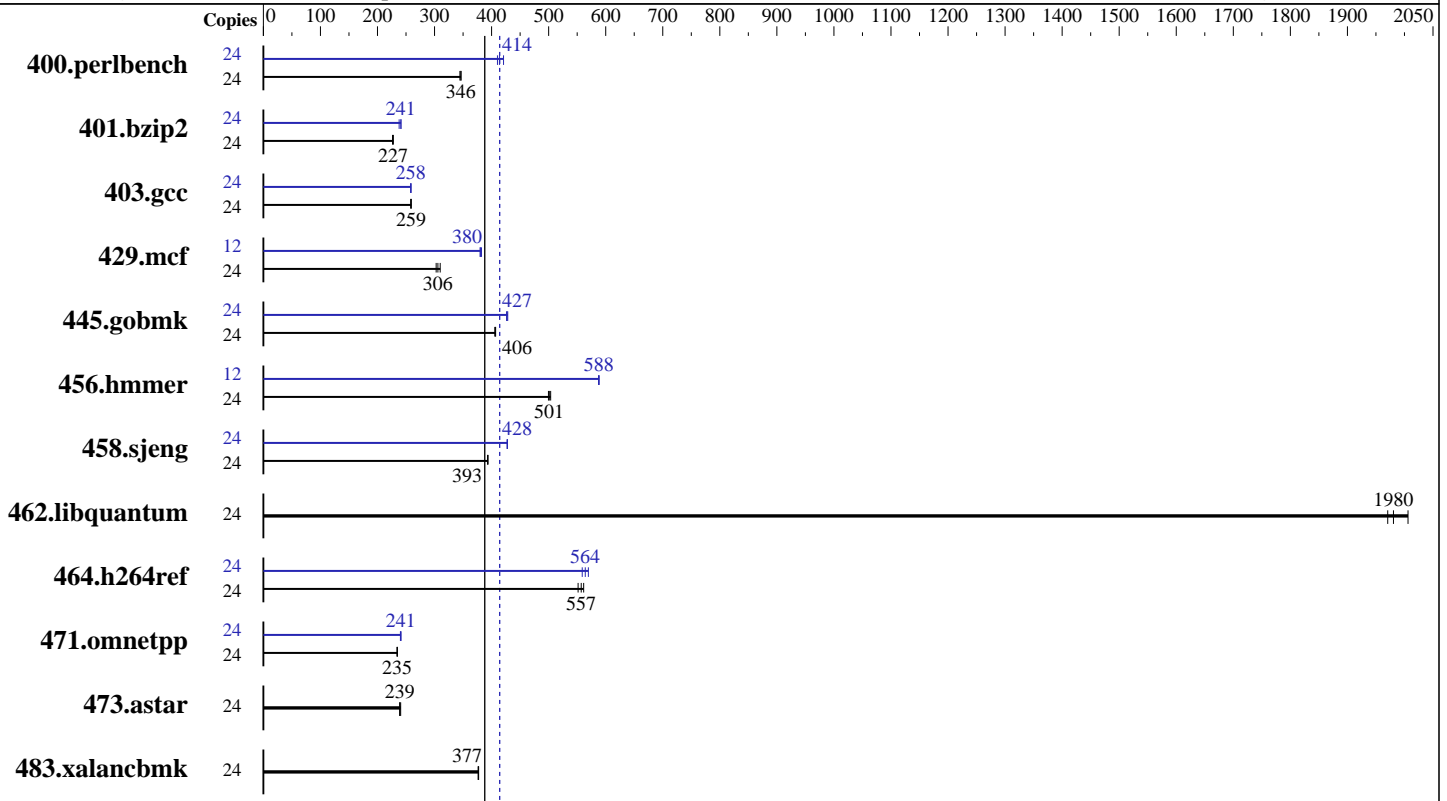 Copies 0 100 200 300 400 500 600 700 800 900 1000 1100 1200 1300 1400 1500 1600 1700 1800 1900 2050
400.perlbench 24 414
24 346
401.bzip2 24 241
24 227
403.gcc 24 258
24 259
429.mcf 12 380
24 306
445.gobmk 24 427
24 406
456.hmmer 12 588
24 501
458.sjeng 24 428
24 393
462.libquantum 24 1980
464.h264ref 24 564
24 557
471.omnetpp 24 241
24 235
473.astar 24 239
483.xalancbmk 24 377